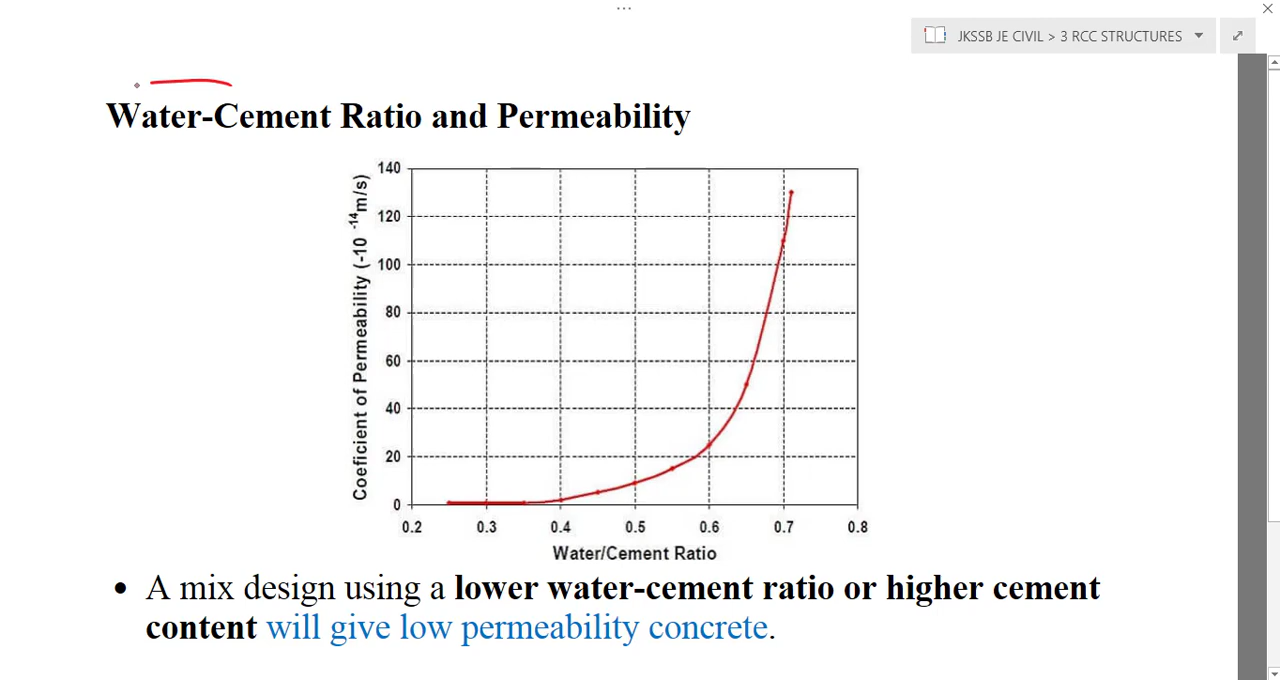 ...
JKSSB JE CIVIL > 3 RCC STRUCTURES
Water-Cement Ratio and Permeability
Coeficient of Permeability (-10 -14m/s)
140
120
100
80
60
40
20
0
0.2 0.3 0.4 0.5 0.6 0.7 0.8
Water/Cement Ratio
• A mix design using a lower water-cement ratio or higher cement
content will give low permeability concrete.